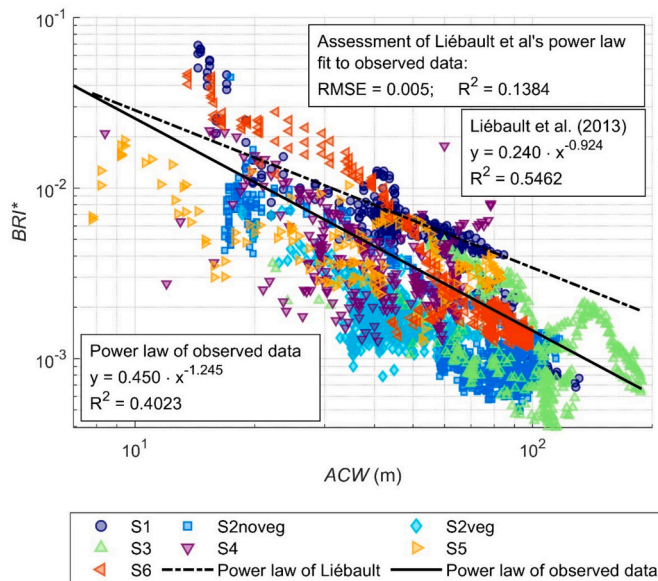 10^-1
Assessment of Liébault et al's power law
fit to observed data:
RMSE = 0.005; R^2 = 0.1384
Liébault et al. (2013)
y = 0.240 · x^-0.924
R^2 = 0.5462
10^-2
BRI*
10^-3
Power law of observed data
y = 0.450 · x^-1.245
R^2 = 0.4023
10^1
10^2
ACW (m)
S1 S2noveg S2veg
S3 S4 S5
S6 Power law of Liébault Power law of observed data